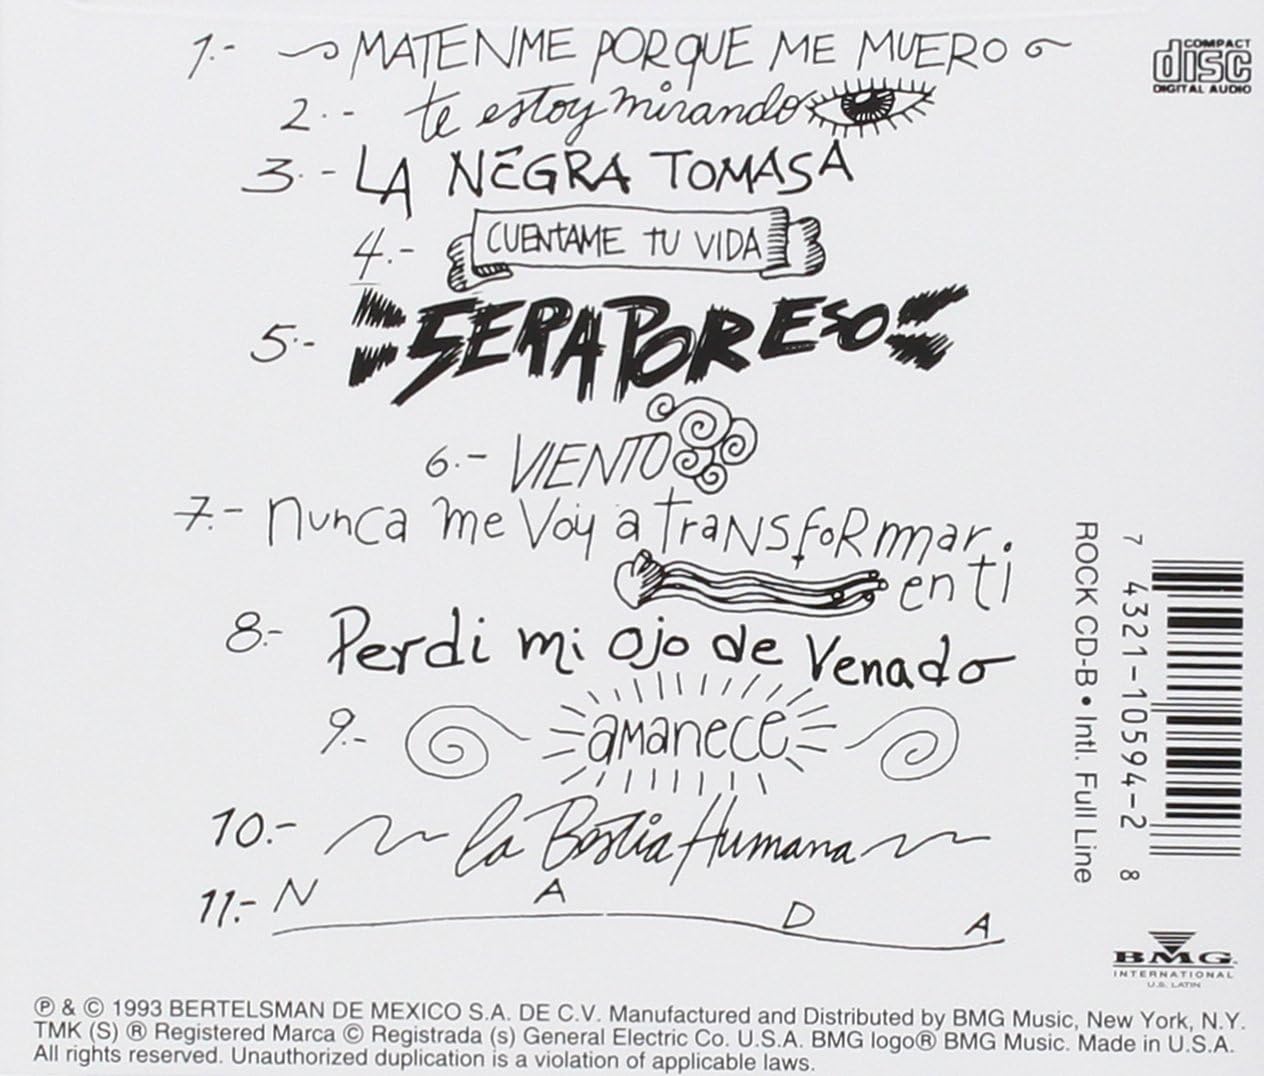 1.- MATENME PORQUE ME MUERO
2.- te estoy mirando
3.- LA NEGRA TOMASA
4.- CUENTAME TU VIDA
5.- SERA POR ESO
6.- VIENTO
7.- nunca me voy a transformar
en ti
8.- Perdi mi ojo de Venado
9.- amanece
10.- la Bestia Humana
11.- N A D A
COMPACT
disc
DIGITAL AUDIO
7 4321-10594-2 8
ROCK CD-B • Intl. Full Line
BMG
INTERNATIONAL
U.S. LATIN
℗ & © 1993 BERTELSMAN DE MEXICO S.A. DE C.V. Manufactured and Distributed by BMG Music, New York, N.Y.
TMK (S) ® Registered Marca © Registrada (s) General Electric Co. U.S.A. BMG logo® BMG Music. Made in U.S.A.
All rights reserved. Unauthorized duplication is a violation of applicable laws.